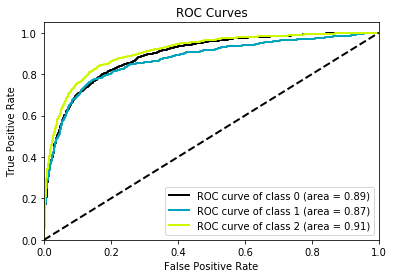 ROC Curves
True Positive Rate
1.0
0.8
0.6
0.4
0.2
0.0
ROC curve of class 0 (area = 0.89)
ROC curve of class 1 (area = 0.87)
ROC curve of class 2 (area = 0.91)
0.0 0.2 0.4 0.6 0.8 1.0
False Positive Rate